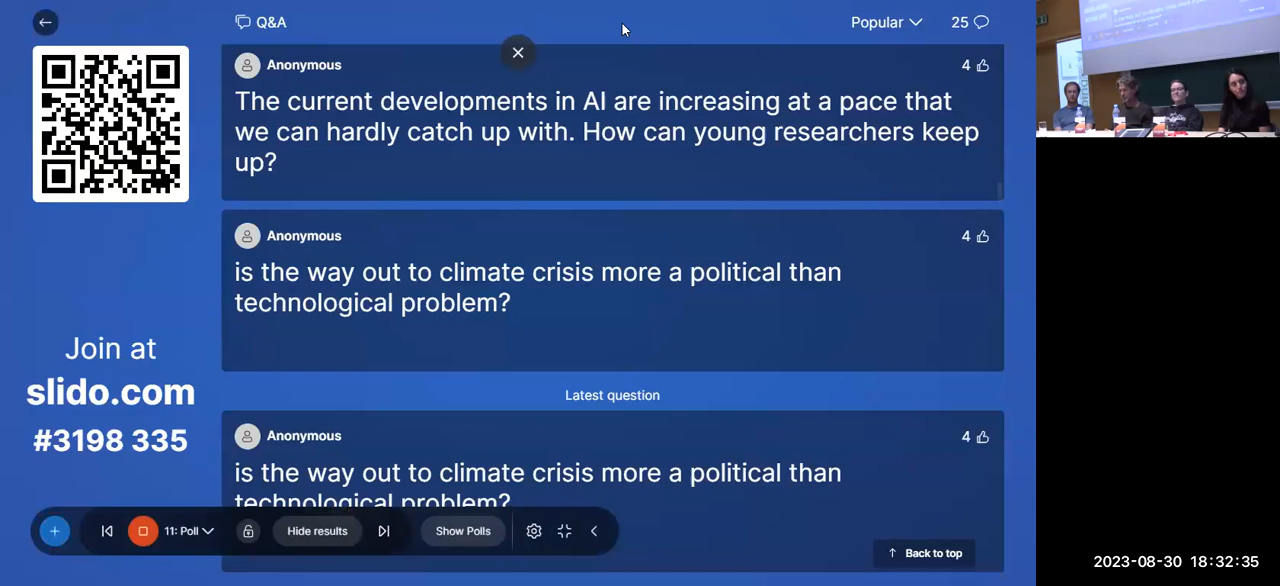 Q&A
Popular
25
Anonymous
4
The current developments in AI are increasing at a pace that
we can hardly catch up with. How can young researchers keep
up?
Anonymous
4
is the way out to climate crisis more a political than
technological problem?
Join at
slido.com
#3198 335
Latest question
Anonymous
4
is the way out to climate crisis more a political than
technological problem?
11: Poll
Hide results
Show Polls
Back to top
2023-08-30 18:32:35